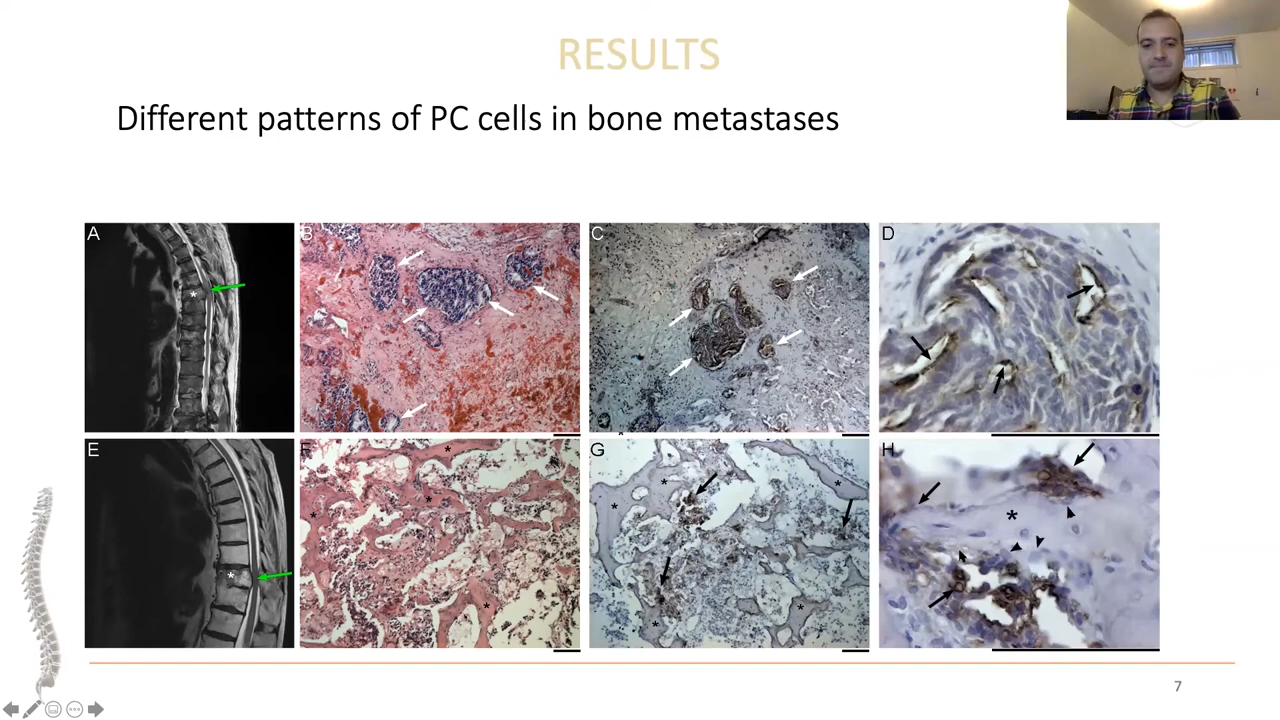 RESULTS
Different patterns of PC cells in bone metastases
A
B
C
D
E
F
G
H
7